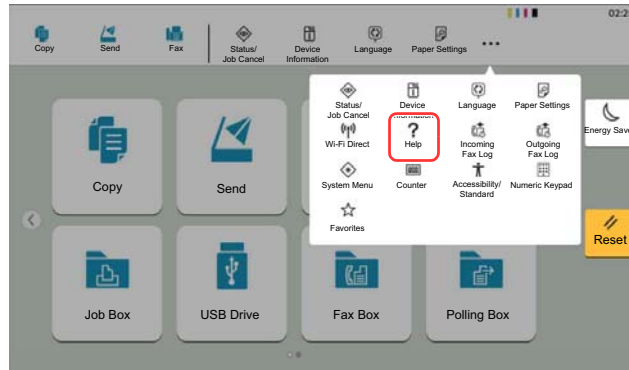 02:2
Copy
Send
Fax
Status/
Job Cancel
Device
Information
Language
Paper Settings
Status/
Job Cancel
Device
Information
Language
Paper Settings
Wi-Fi Direct
Help
Incoming
Fax Log
Outgoing
Fax Log
System Menu
Counter
Accessibility/
Standard
Numeric Keypad
Favorites
Energy Save
Copy
Send
Reset
Job Box
USB Drive
Fax Box
Polling Box